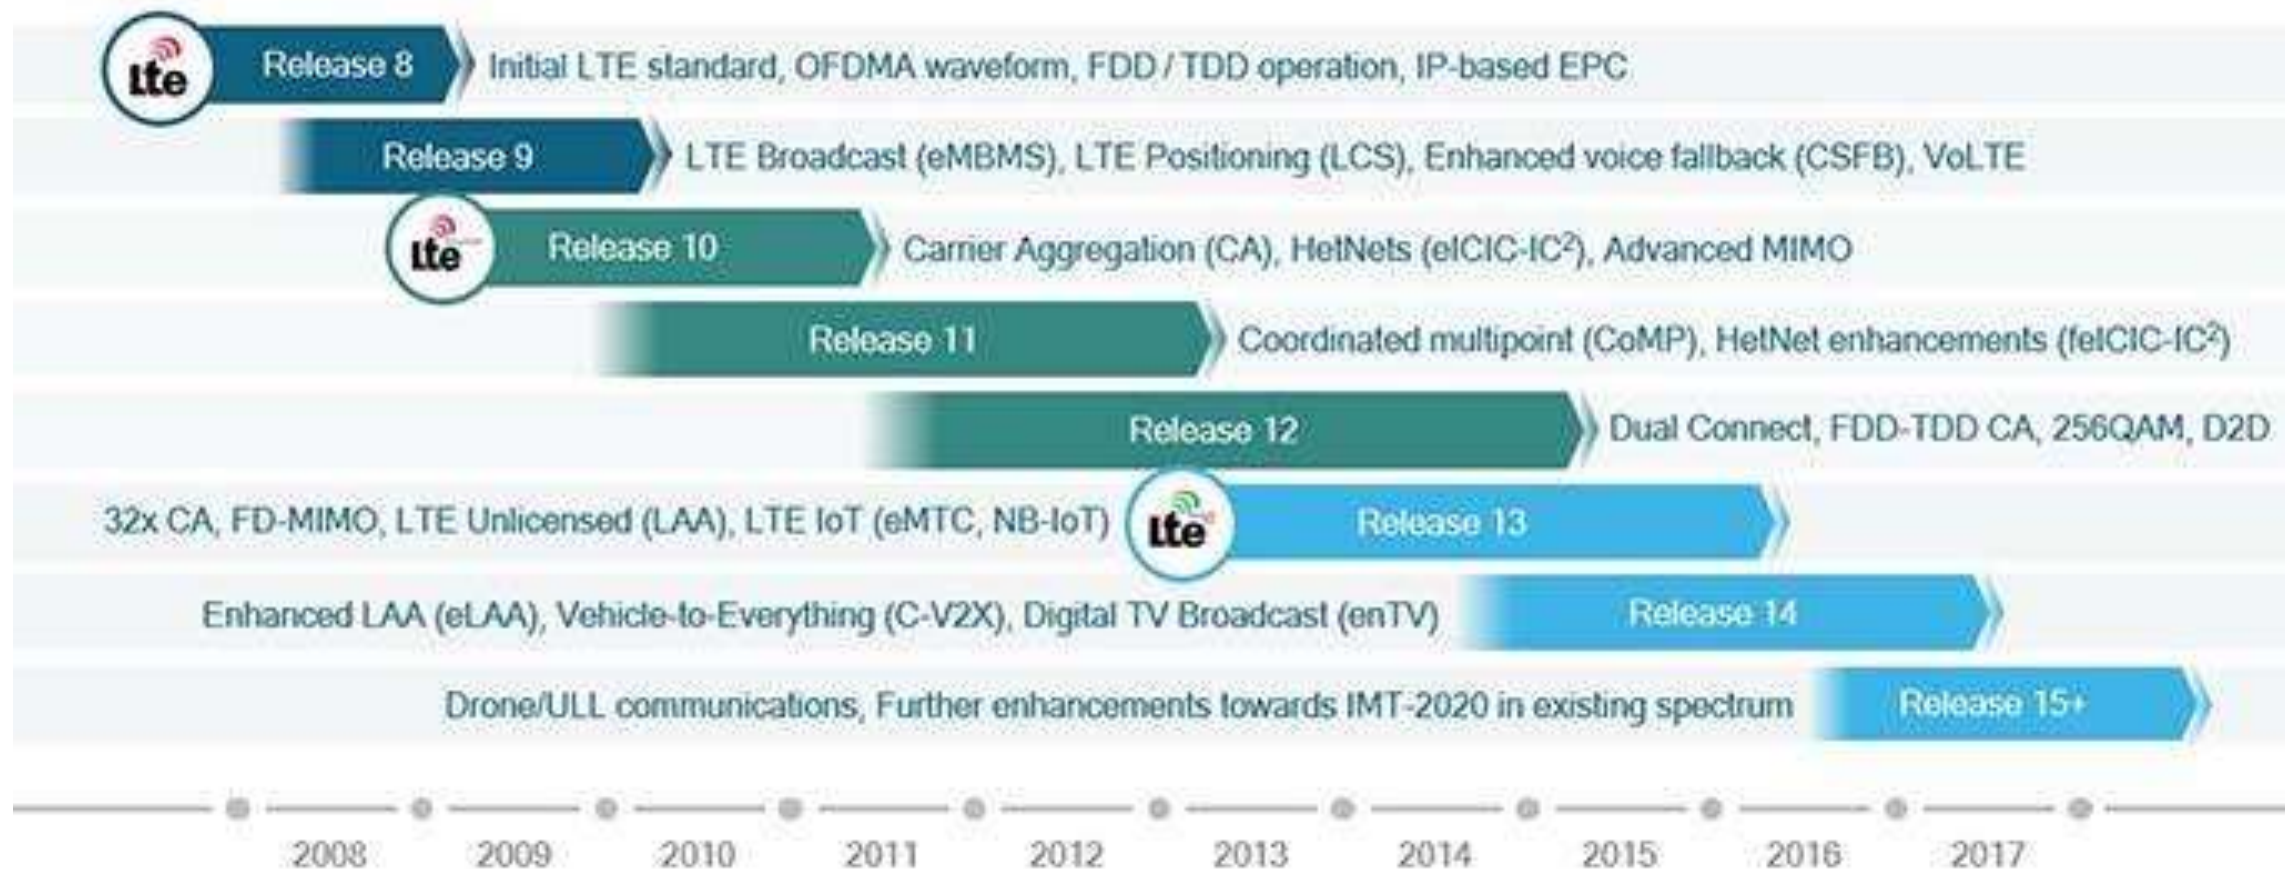 Lte Release 8 Initial LTE standard, OFDMA waveform, FDD / TDD operation, IP-based EPC
Release 9 LTE Broadcast (eMBMS), LTE Positioning (LCS), Enhanced voice fallback (CSFB), VoLTE
Lte Release 10 Carrier Aggregation (CA), HetNets (eICIC-IC²), Advanced MIMO
Release 11 Coordinated multipoint (CoMP), HetNet enhancements (feICIC-IC²)
Release 12 Dual Connect, FDD-TDD CA, 256QAM, D2D
32x CA, FD-MIMO, LTE Unlicensed (LAA), LTE IoT (eMTC, NB-IoT) Lte Release 13
Enhanced LAA (eLAA), Vehicle-to-Everything (C-V2X), Digital TV Broadcast (enTV) Release 14
Drone/ULL communications, Further enhancements towards IMT-2020 in existing spectrum Release 15+
2008 2009 2010 2011 2012 2013 2014 2015 2016 2017